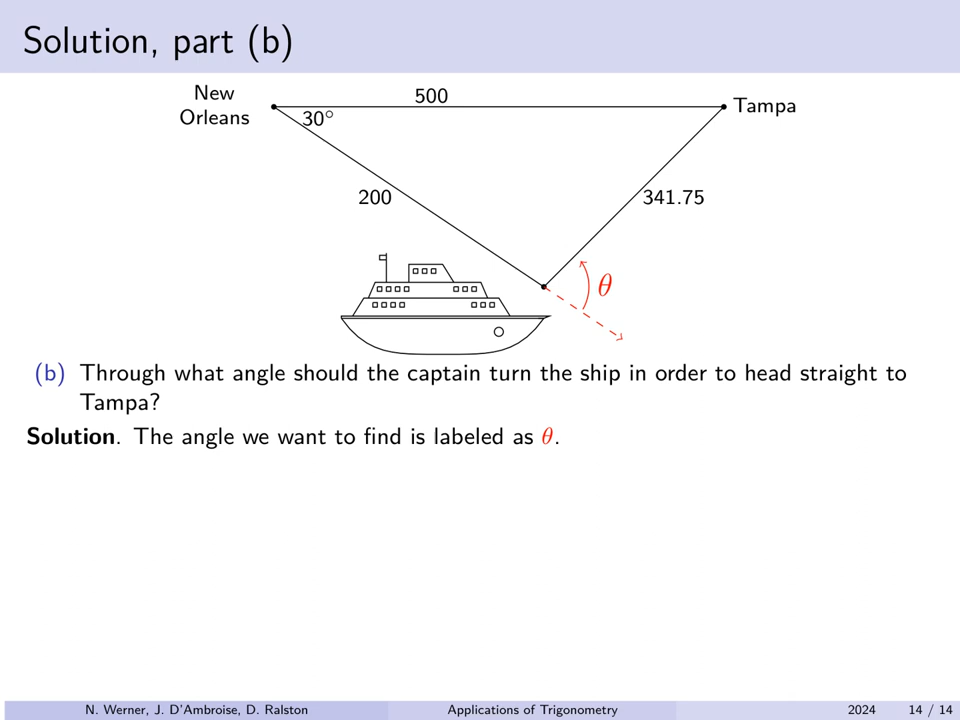 Solution, part (b)
New
Orleans
500
Tampa
30°
200
341.75
θ
(b) Through what angle should the captain turn the ship in order to head straight to
Tampa?
Solution. The angle we want to find is labeled as θ.
N. Werner, J. D'Ambroise, D. Ralston
Applications of Trigonometry
2024
14 / 14